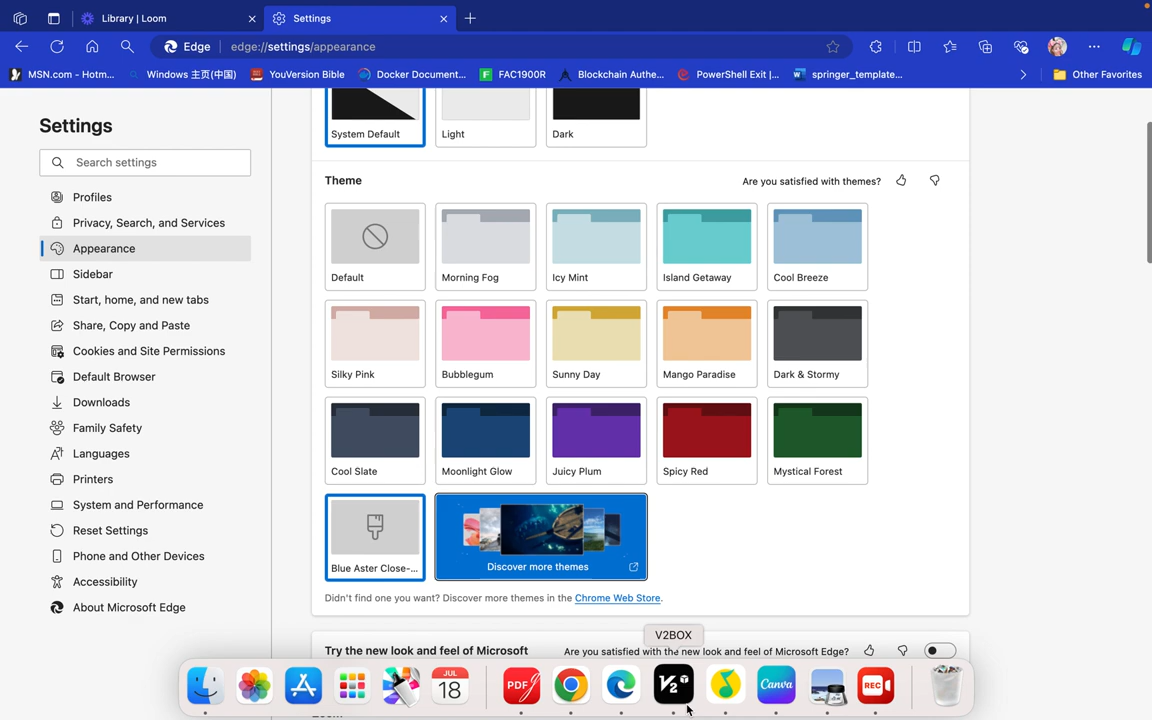 Library | Loom
Settings
Edge
edge://settings/appearance
MSN.com - Hotm...
Windows 主页(中国)
YouVersion Bible
Docker Document...
FAC1900R
Blockchain Authe...
PowerShell Exit |...
springer_template...
Other Favorites
Settings
Search settings
Profiles
Privacy, Search, and Services
Appearance
Sidebar
Start, home, and new tabs
Share, Copy and Paste
Cookies and Site Permissions
Default Browser
Downloads
Family Safety
Languages
Printers
System and Performance
Reset Settings
Phone and Other Devices
Accessibility
About Microsoft Edge
System Default
Light
Dark
Theme
Are you satisfied with themes?
Default
Morning Fog
Icy Mint
Island Getaway
Cool Breeze
Silky Pink
Bubblegum
Sunny Day
Mango Paradise
Dark & Stormy
Cool Slate
Moonlight Glow
Juicy Plum
Spicy Red
Mystical Forest
Blue Aster Close-...
Discover more themes
Didn't find one you want? Discover more themes in the Chrome Web Store.
V2BOX
Try the new look and feel of Microsoft
Are you satisfied with the new look and feel of Microsoft Edge?
JUL
18
PDF
V2
Canva
REC